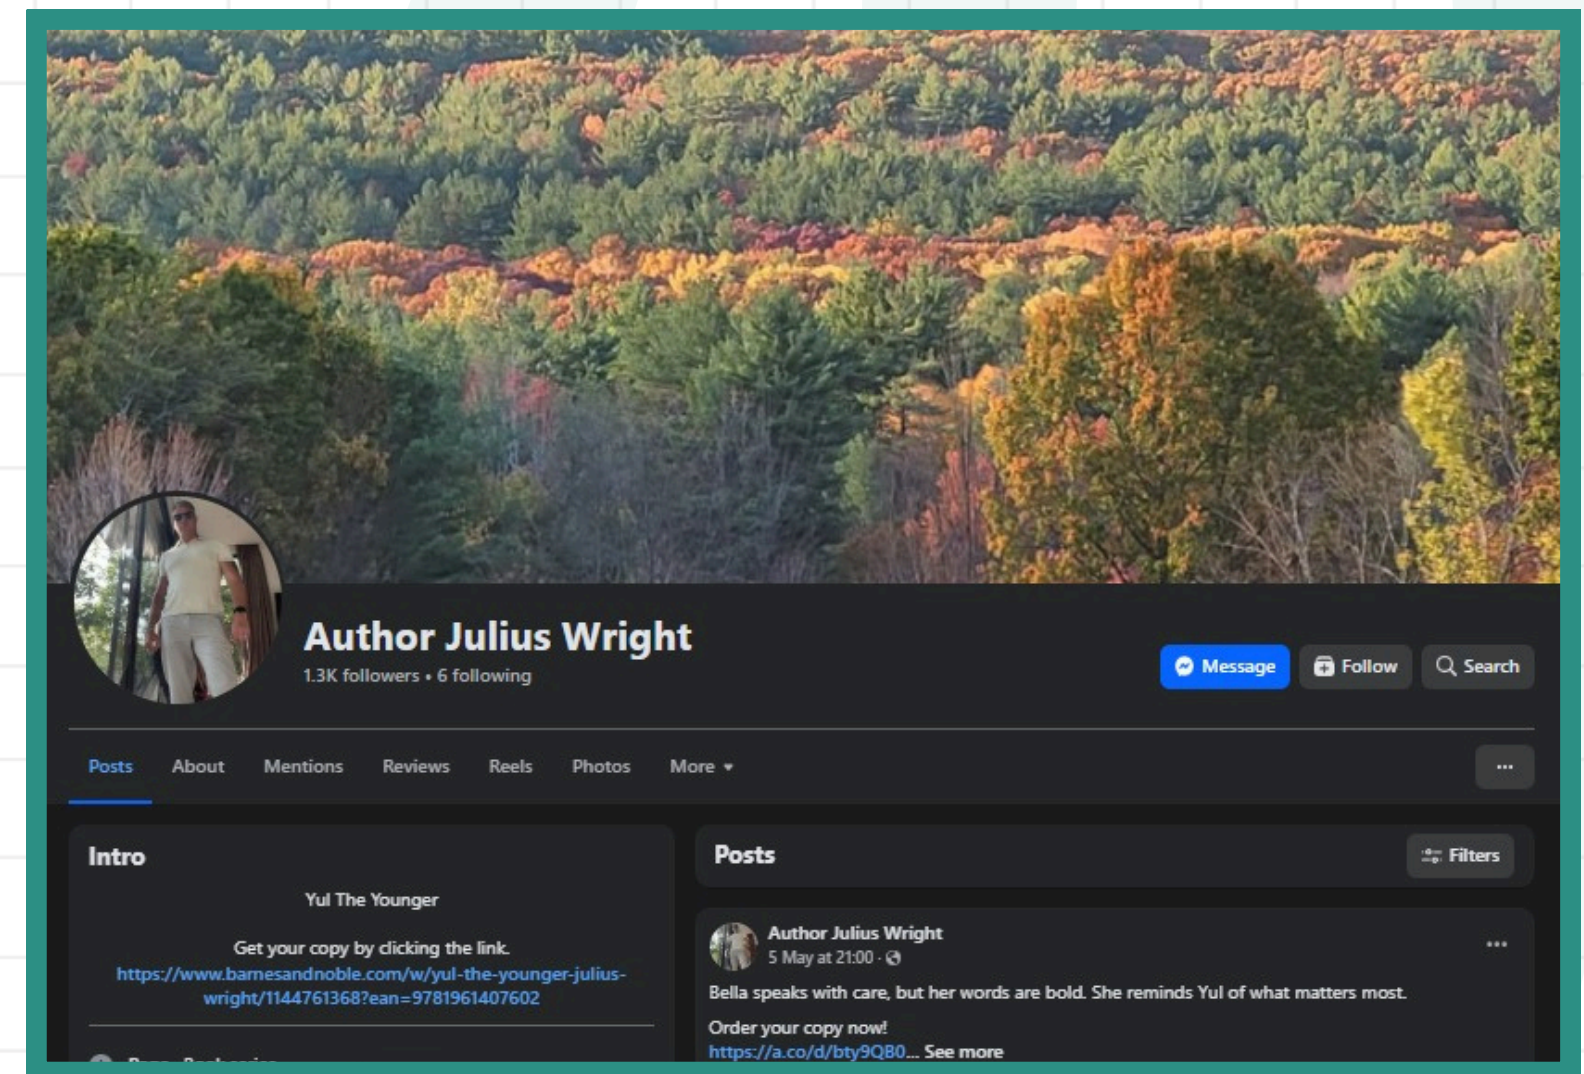 Author Julius Wright
1.3K followers • 6 following
Message
Follow
Search
Posts
About
Mentions
Reviews
Reels
Photos
More
Intro
Yul The Younger
Get your copy by clicking the link.
https://www.barnesandnoble.com/w/yul-the-younger-julius-
wright/1144761368?ean=9781961407602
Posts
Filters
Author Julius Wright
5 May at 21:00 ·
Bella speaks with care, but her words are bold. She reminds Yul of what matters most.
Order your copy now!
https://a.co/d/bty9QB0... See more